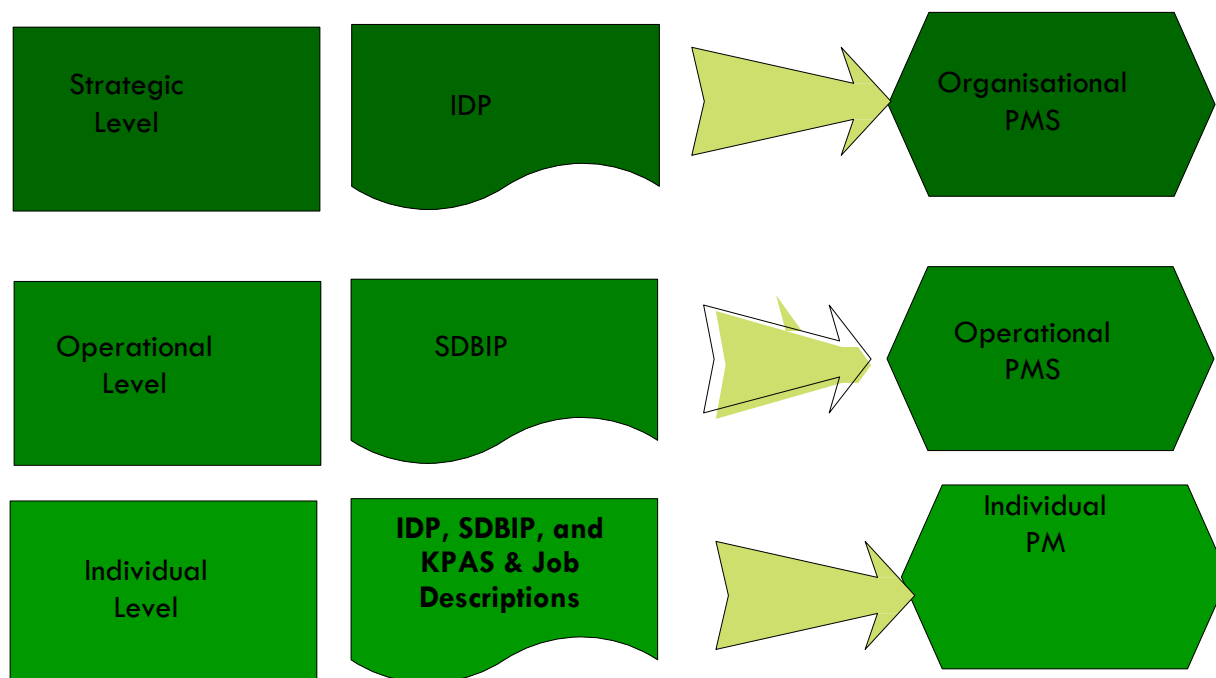 Strategic
Level
IDP
Organisational
PMS
Operational
Level
SDBIP
Operational
PMS
Individual
Level
IDP, SDBIP, and
KPAS & Job
Descriptions
Individual
PM